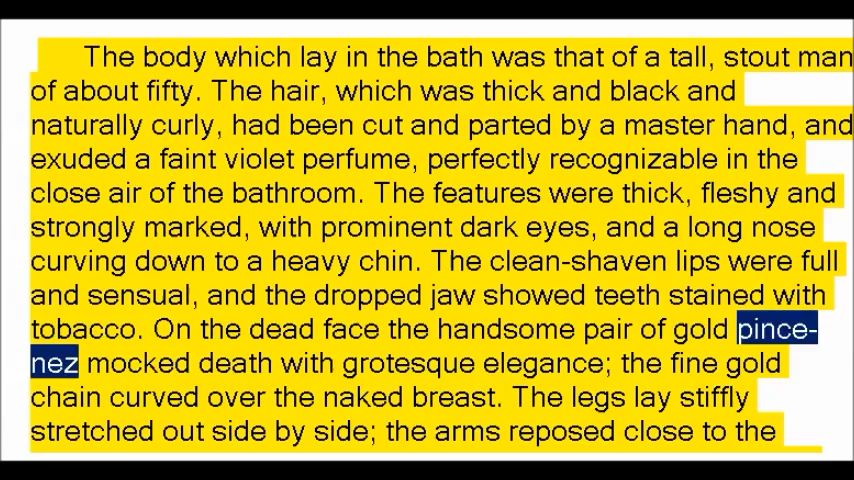 The body which lay in the bath was that of a tall, stout man
of about fifty. The hair, which was thick and black and
naturally curly, had been cut and parted by a master hand, and
exuded a faint violet perfume, perfectly recognizable in the
close air of the bathroom. The features were thick, fleshy and
strongly marked, with prominent dark eyes, and a long nose
curving down to a heavy chin. The clean-shaven lips were full
and sensual, and the dropped jaw showed teeth stained with
tobacco. On the dead face the handsome pair of gold pince-
nez mocked death with grotesque elegance; the fine gold
chain curved over the naked breast. The legs lay stiffly
stretched out side by side; the arms reposed close to the